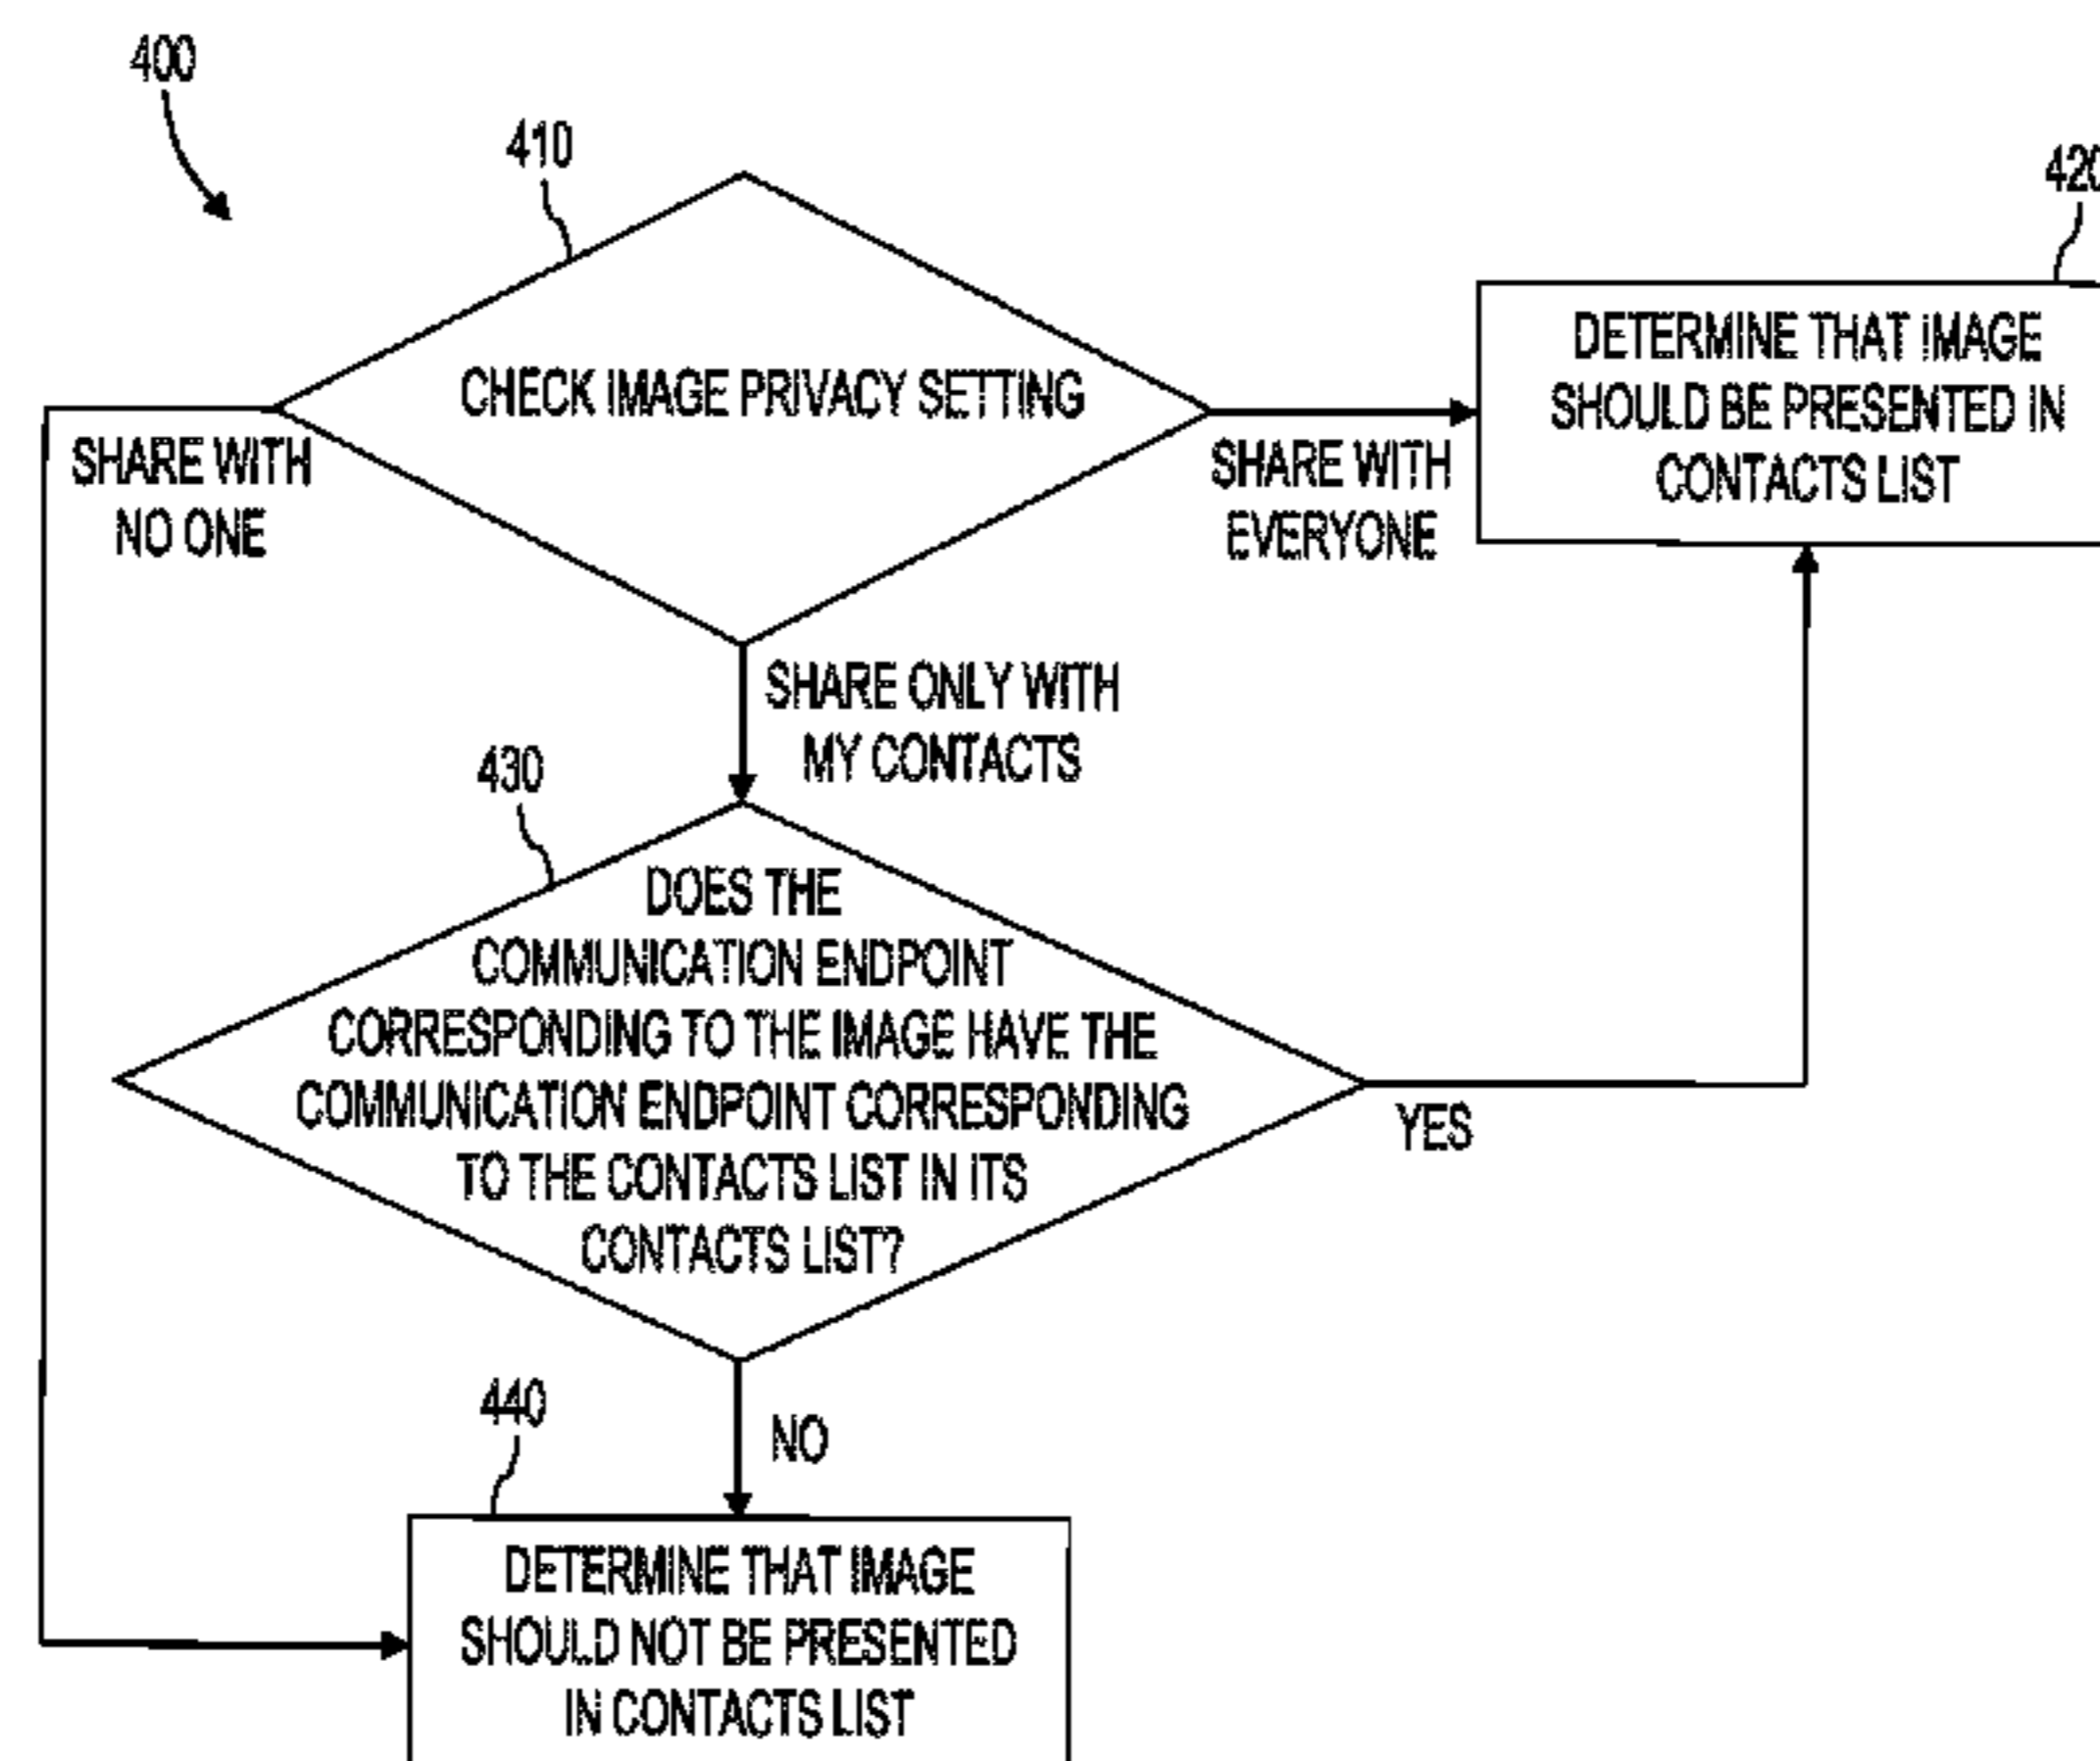 400
410
420
CHECK IMAGE PRIVACY SETTING
DETERMINE THAT IMAGE
SHOULD BE PRESENTED IN
CONTACTS LIST
SHARE WITH
NO ONE
SHARE WITH
EVERYONE
SHARE ONLY WITH
MY CONTACTS
430
DOES THE
COMMUNICATION ENDPOINT
CORRESPONDING TO THE IMAGE HAVE THE
COMMUNICATION ENDPOINT CORRESPONDING
TO THE CONTACTS LIST IN ITS
CONTACTS LIST?
YES
440
NO
DETERMINE THAT IMAGE
SHOULD NOT BE PRESENTED
IN CONTACTS LIST